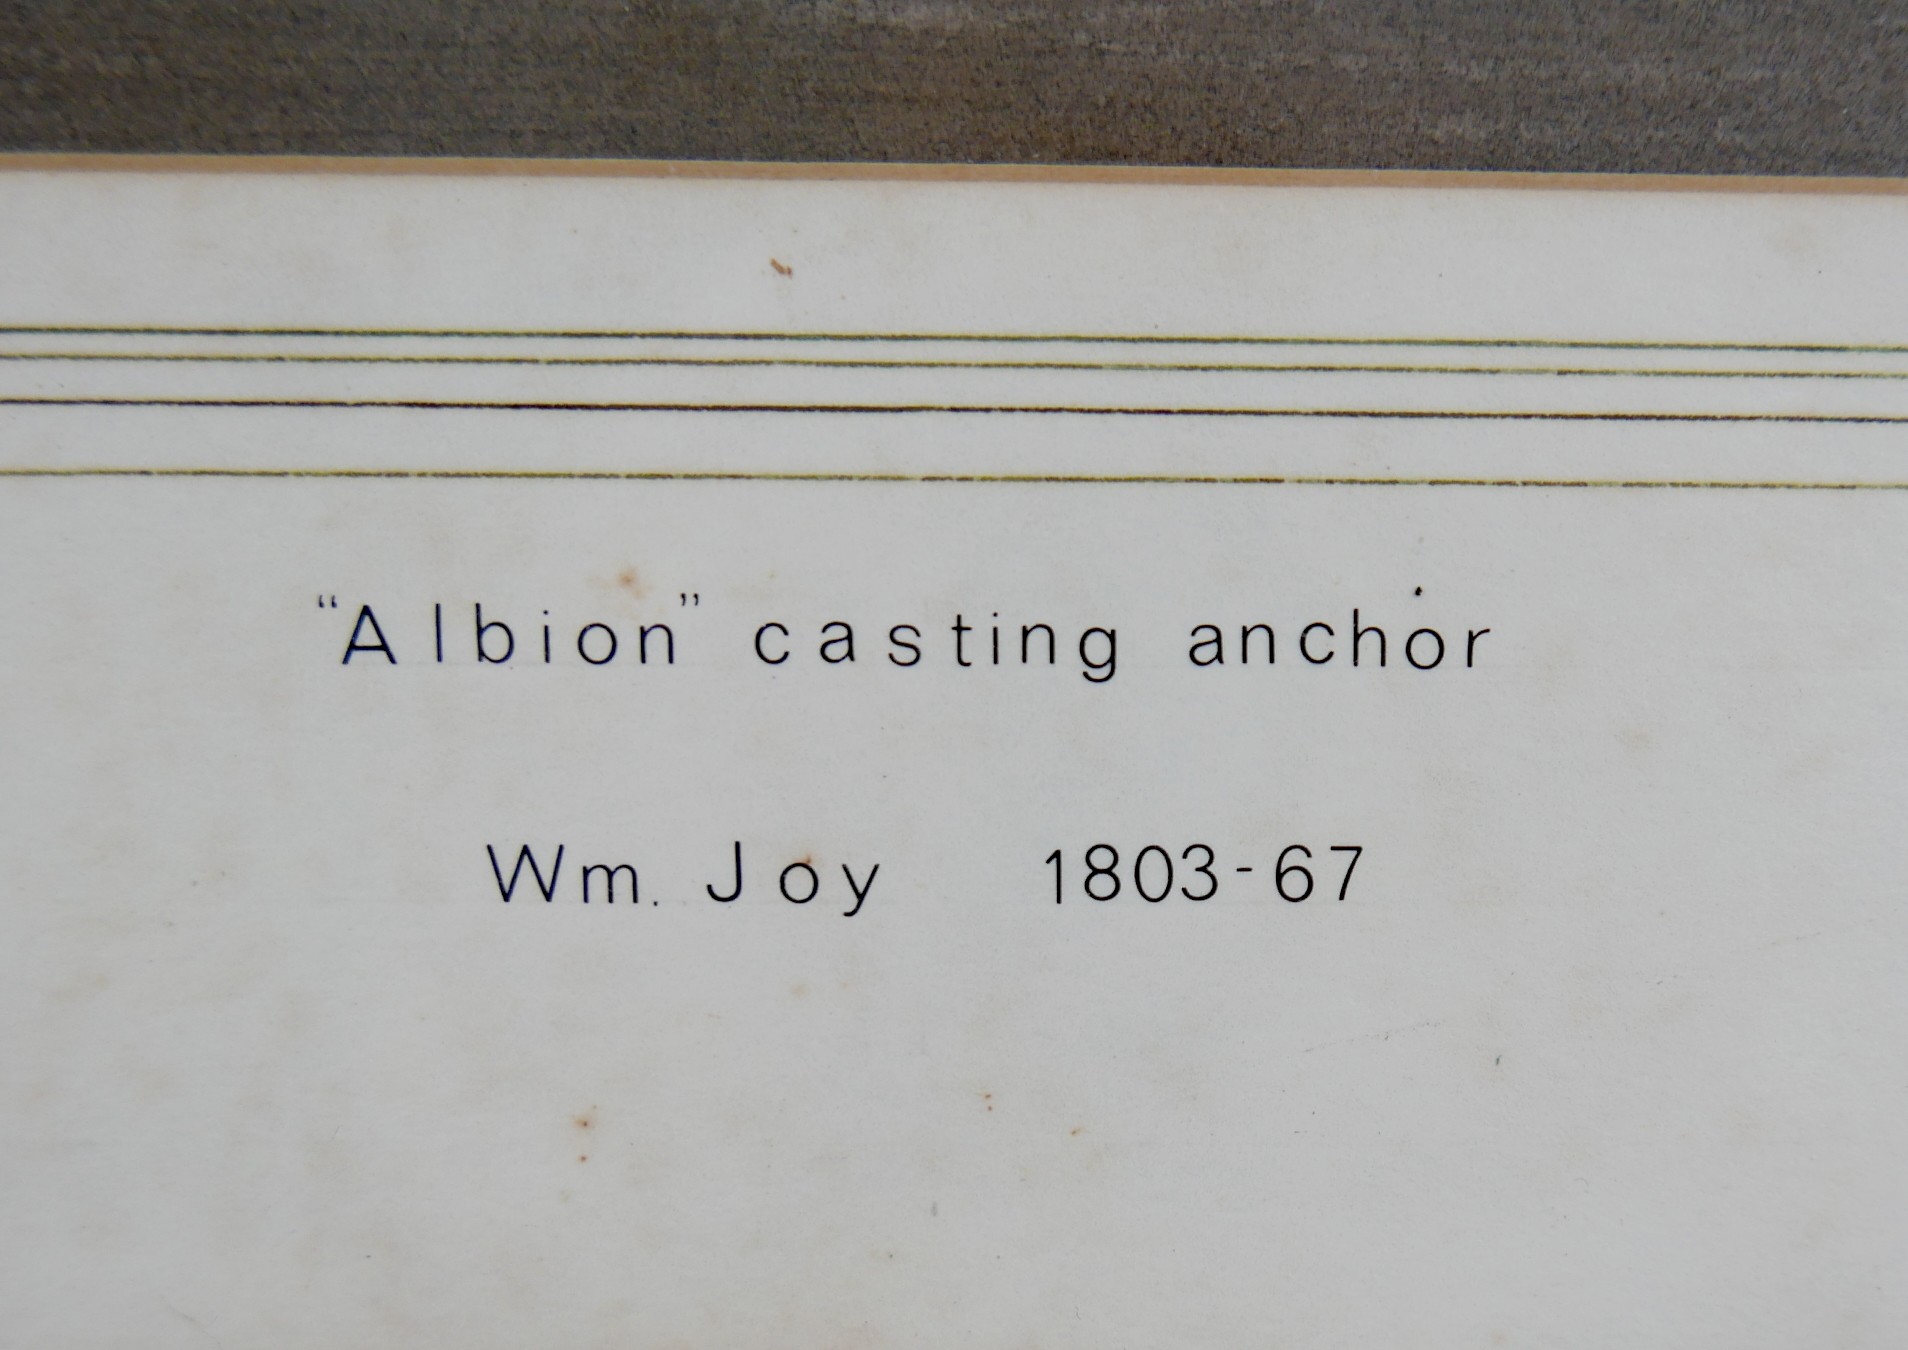 “Albion” casting anchor
Wm. Joy 1803-67